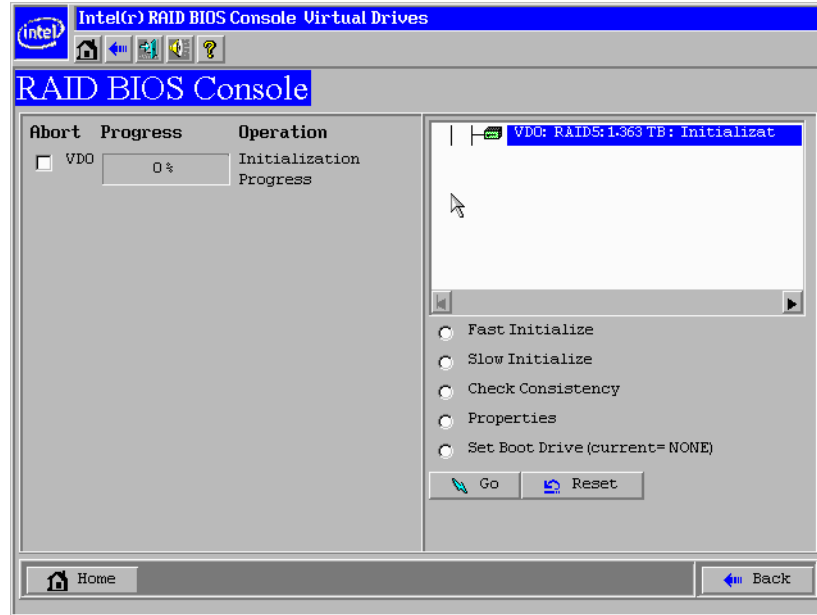 intel
Intel(r) RAID BIOS Console Virtual Drives
RAID BIOS Console
Abort Progress Operation
VD0 0% Initialization
Progress
VD0: RAID5: 1.363 TB: Initializat
Fast Initialize
Slow Initialize
Check Consistency
Properties
Set Boot Drive (current= NONE)
Go Reset
Home Back